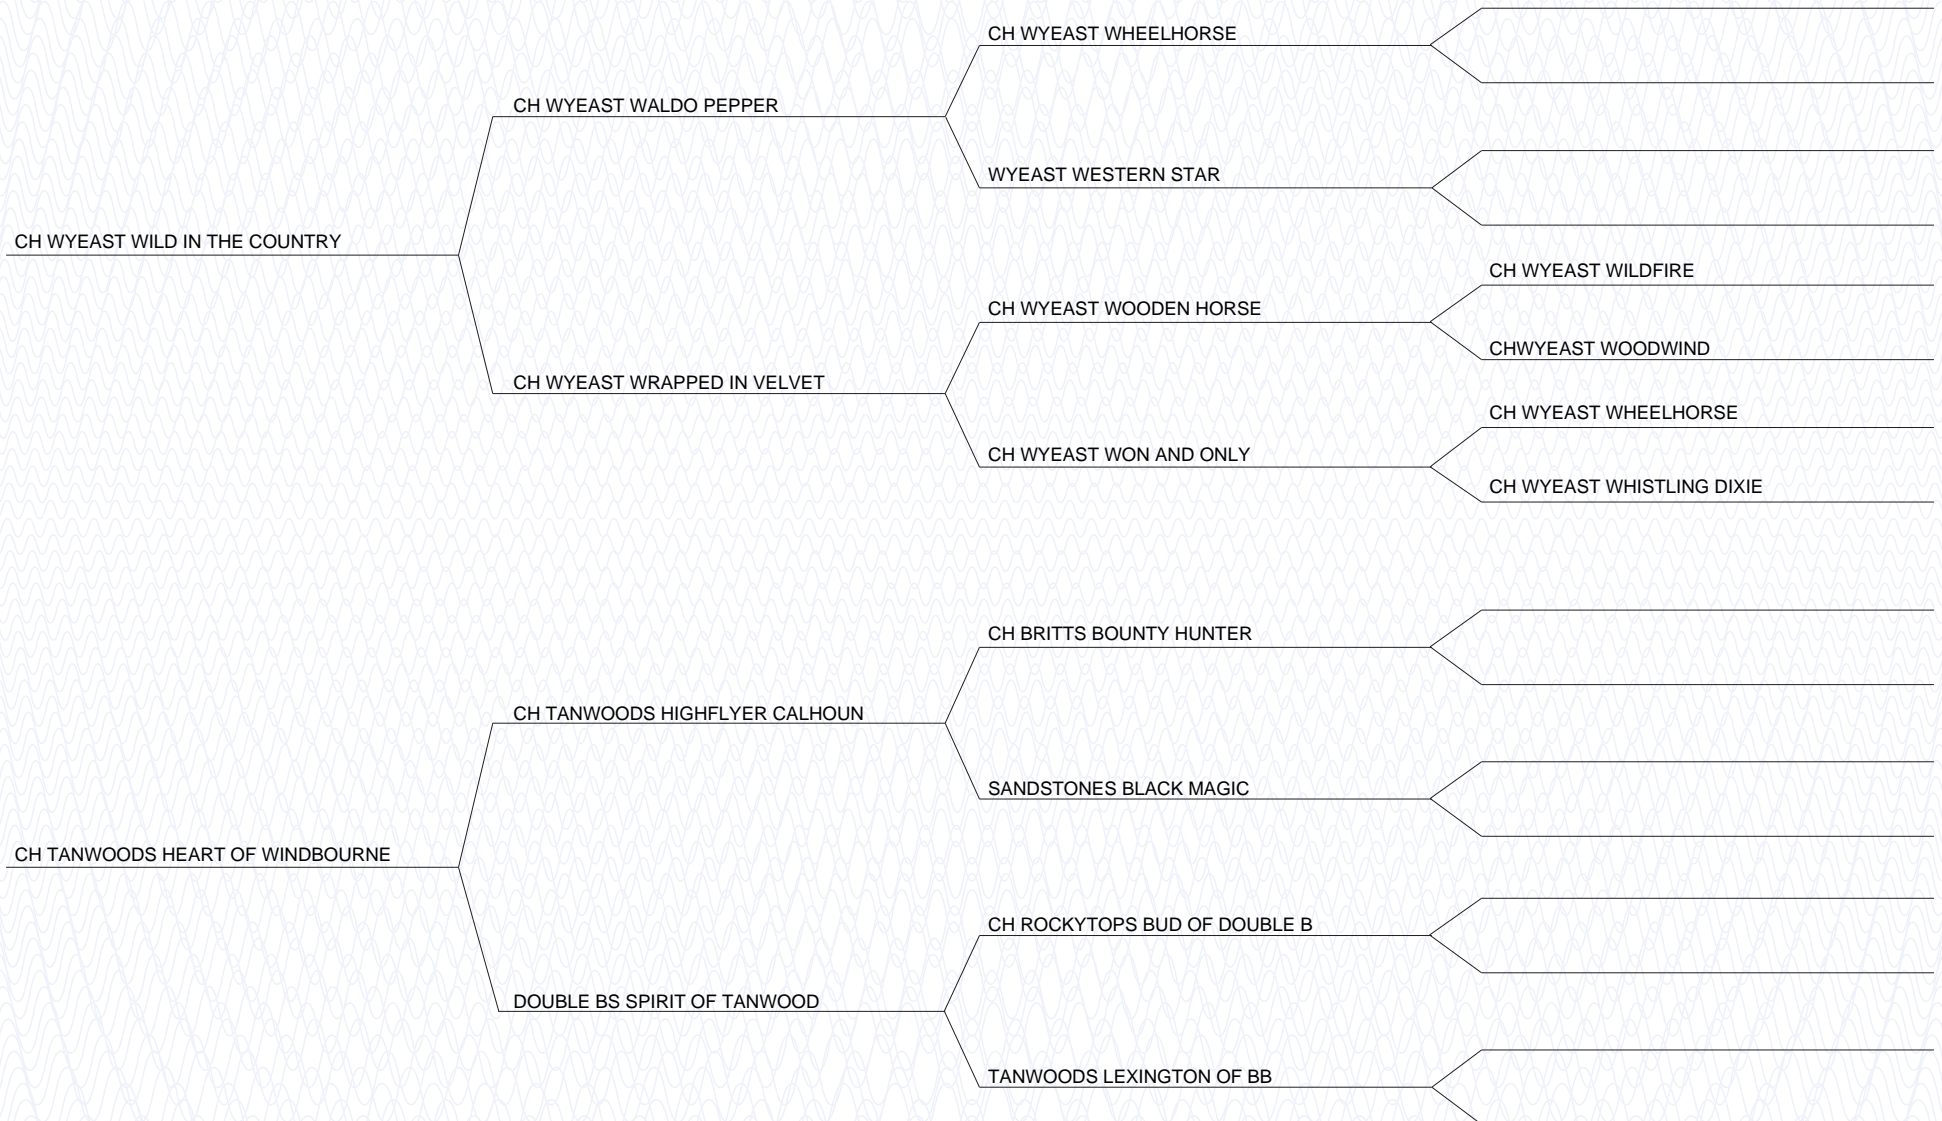 CH WYEAST WHEELHORSE
CH WYEAST WALDO PEPPER
WYEAST WESTERN STAR
CH WYEAST WILD IN THE COUNTRY
CH WYEAST WILDFIRE
CH WYEAST WOODEN HORSE
CHWYEAST WOODWIND
CH WYEAST WRAPPED IN VELVET
CH WYEAST WHEELHORSE
CH WYEAST WON AND ONLY
CH WYEAST WHISTLING DIXIE
CH BRITTS BOUNTY HUNTER
CH TANWOODS HIGHFLYER CALHOUN
SANDSTONES BLACK MAGIC
CH TANWOODS HEART OF WINDBOURNE
CH ROCKYTOPS BUD OF DOUBLE B
DOUBLE BS SPIRIT OF TANWOOD
TANWOODS LEXINGTON OF BB